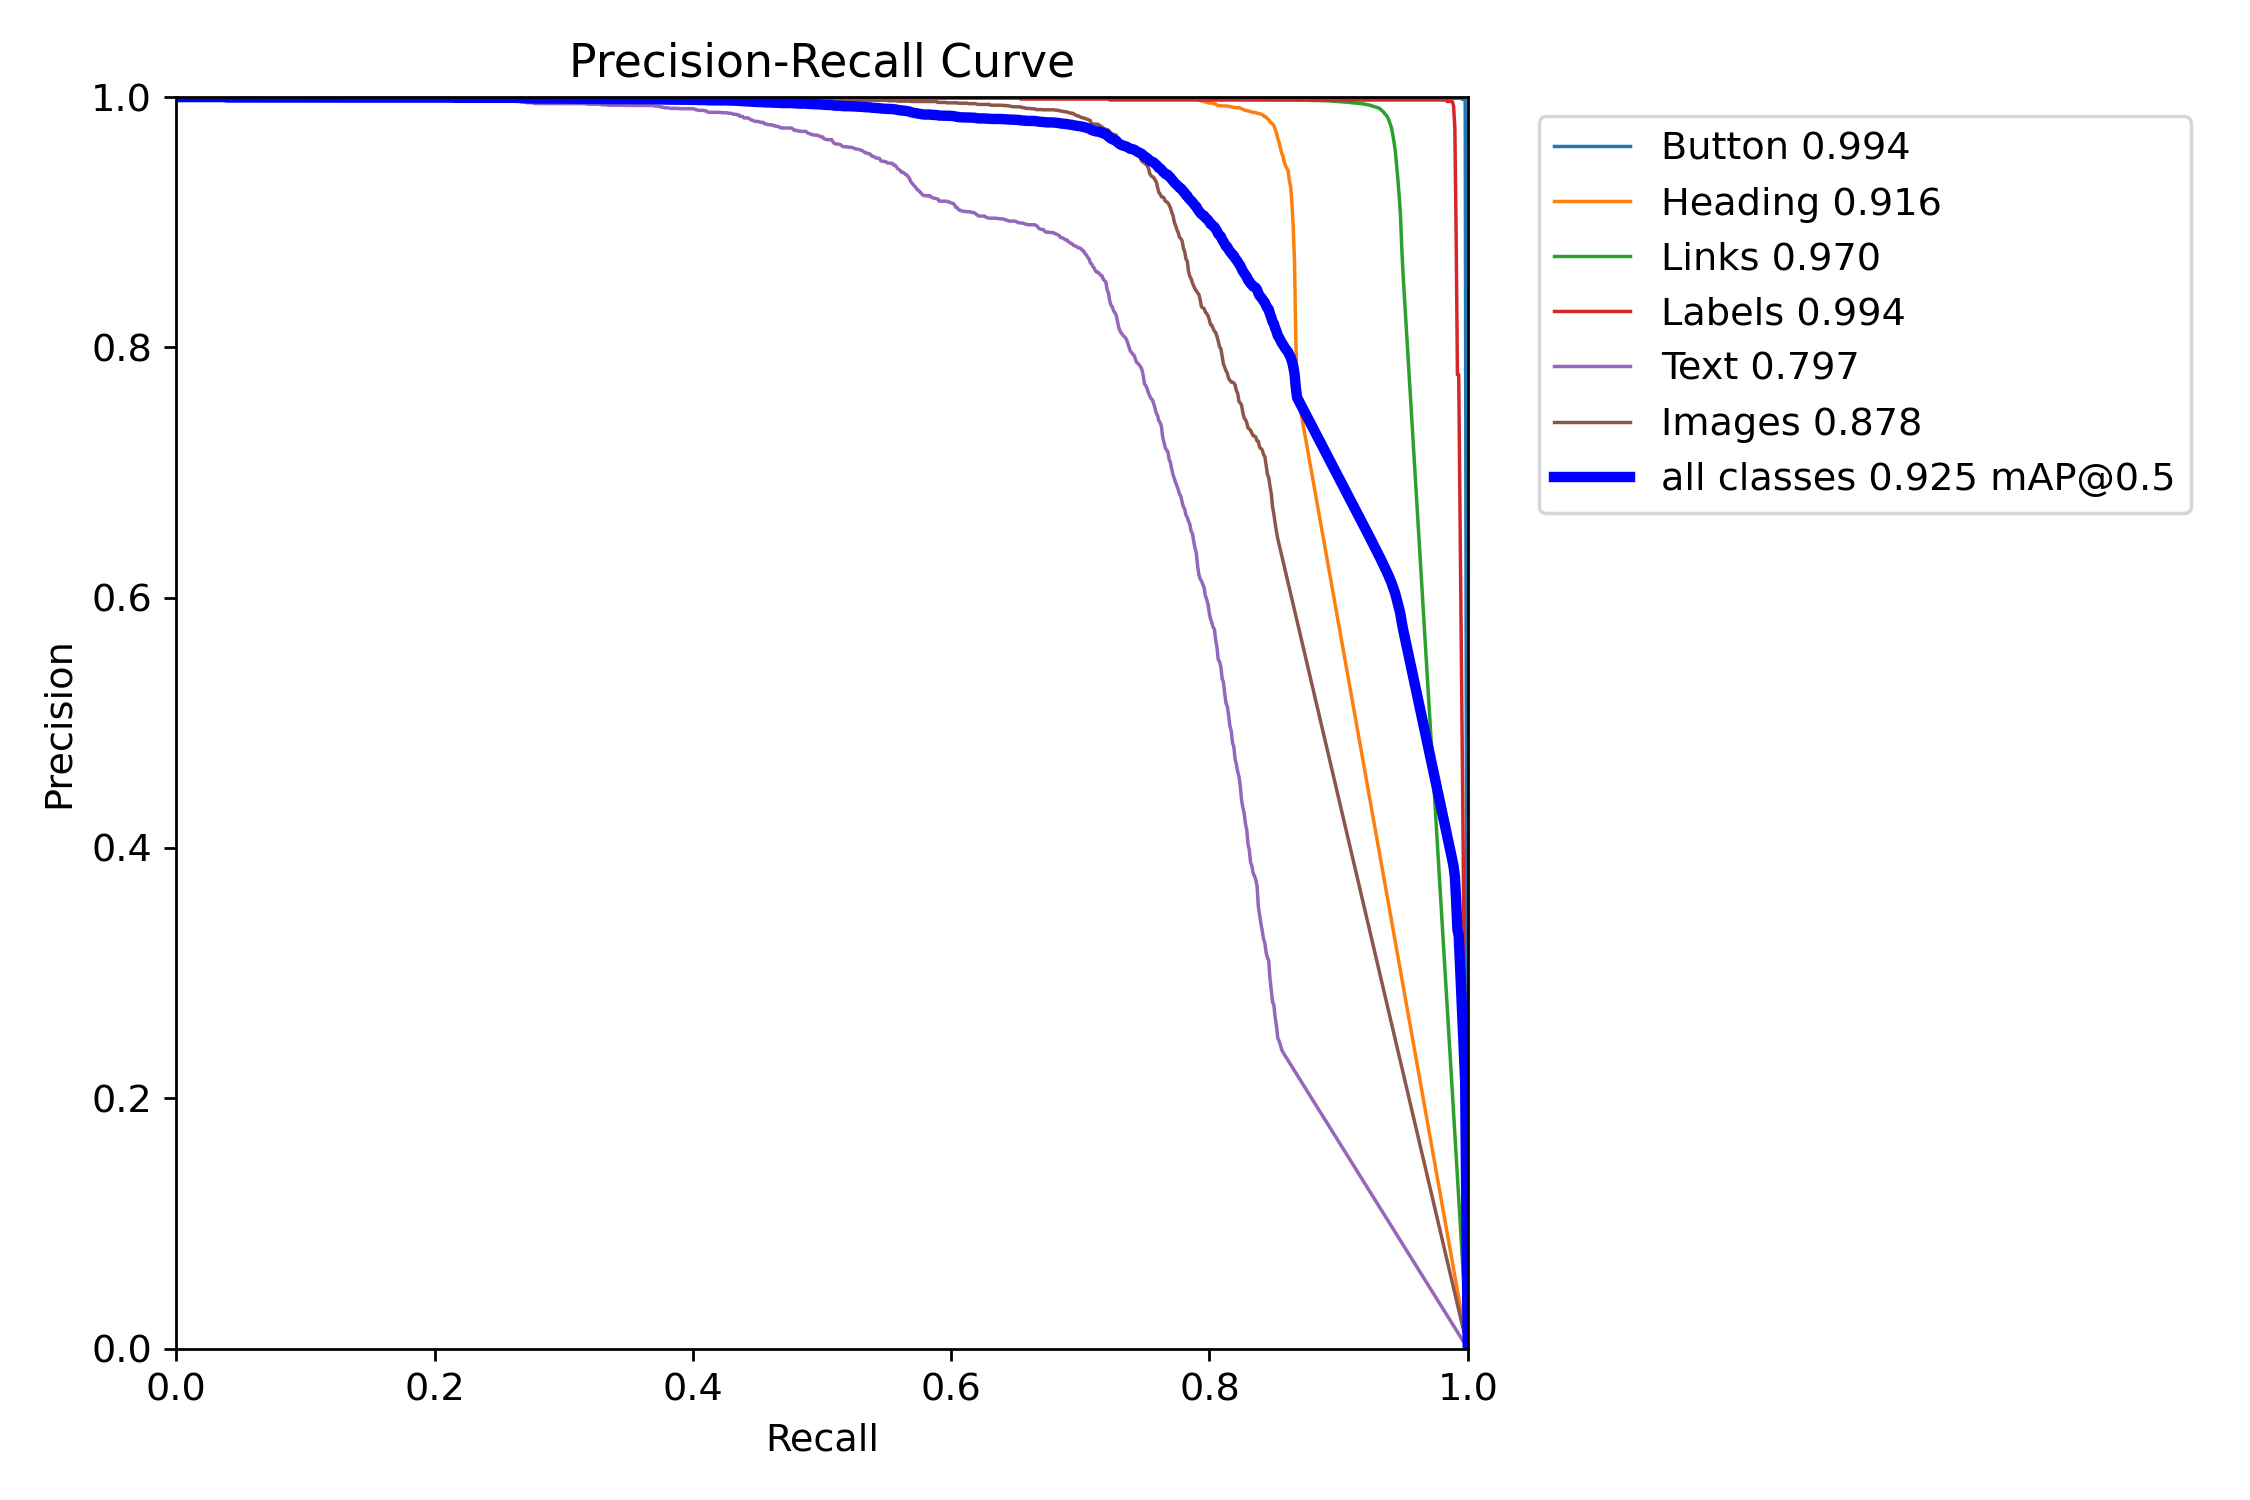 Precision-Recall Curve
1.0
0.8
0.6
0.4
0.2
0.0
Precision
0.0 0.2 0.4 0.6 0.8 1.0
Recall
Button 0.994
Heading 0.916
Links 0.970
Labels 0.994
Text 0.797
Images 0.878
all classes 0.925 mAP@0.5